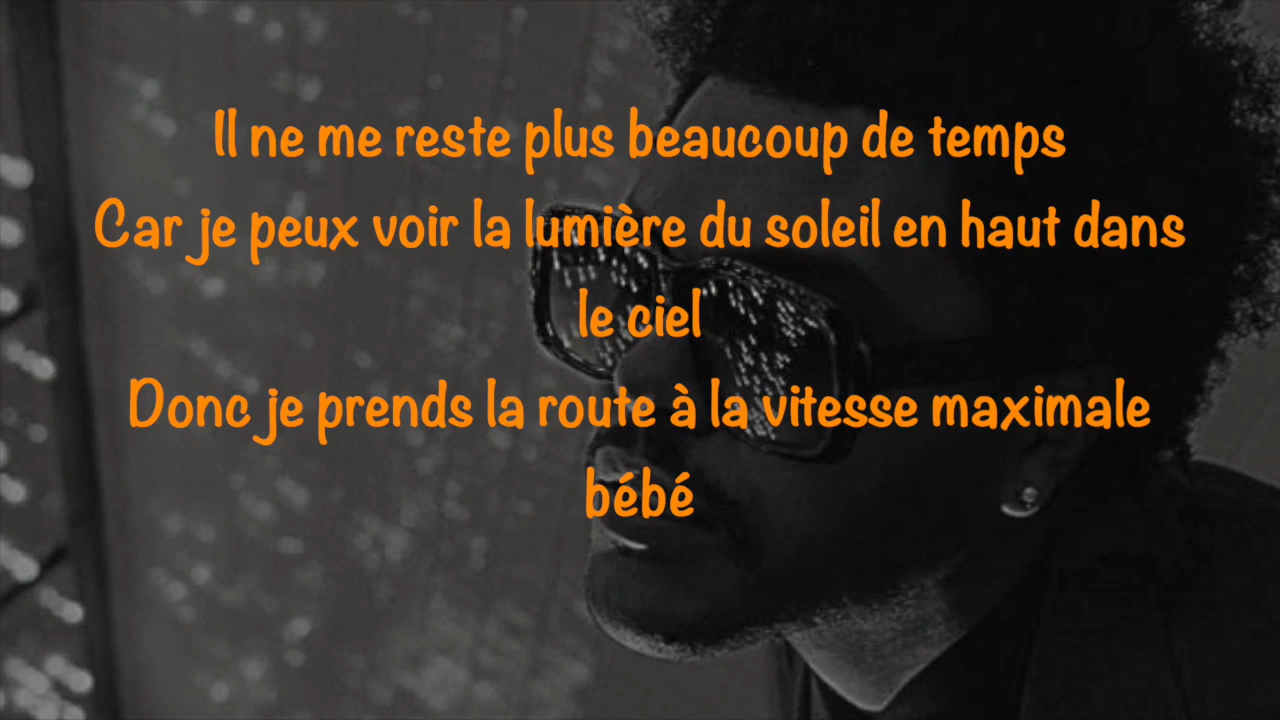 Il ne me reste plus beaucoup de temps
Car je peux voir la lumière du soleil en haut dans
le ciel
Donc je prends la route à la vitesse maximale
bébé